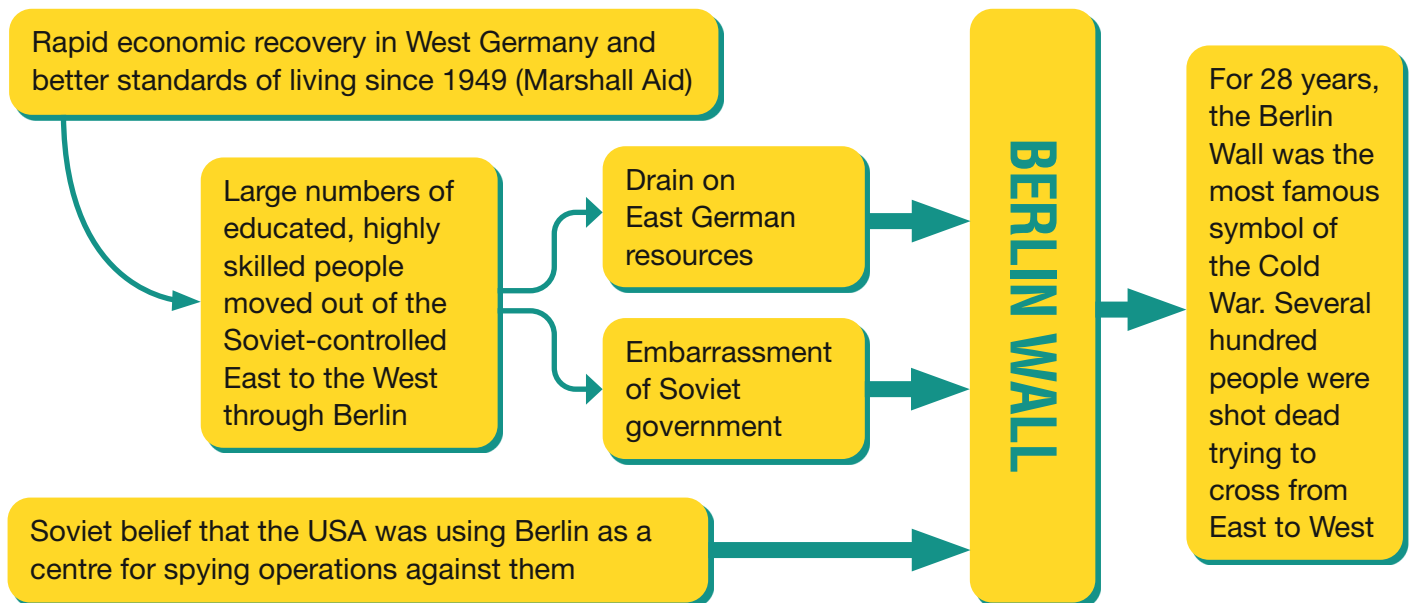 Rapid economic recovery in West Germany and
better standards of living since 1949 (Marshall Aid)
Large numbers of
educated, highly
skilled people
moved out of the
Soviet-controlled
East to the West
through Berlin
Drain on
East German
resources
Embarrassment
of Soviet
government
Soviet belief that the USA was using Berlin as a
centre for spying operations against them
BERLIN WALL
For 28 years,
the Berlin
Wall was the
most famous
symbol of
the Cold
War. Several
hundred
people were
shot dead
trying to
cross from
East to West